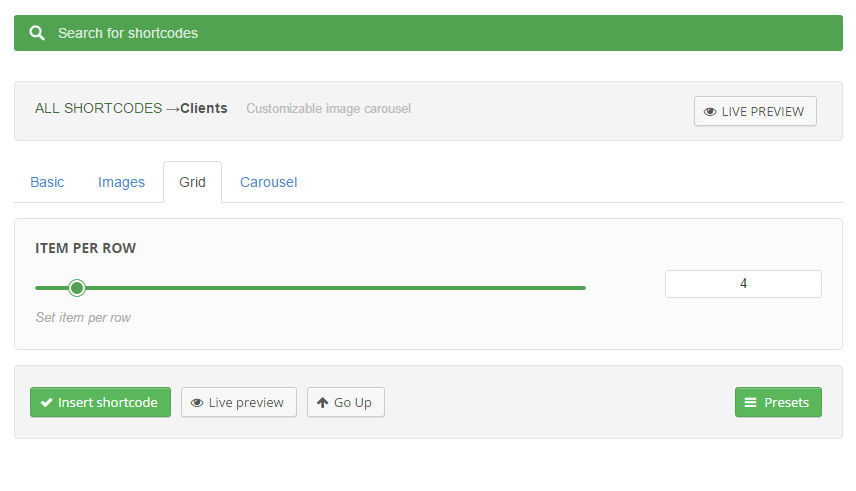 Search for shortcodes
ALL SHORTCODES →Clients Customizable image carousel LIVE PREVIEW
Basic Images Grid Carousel
ITEM PER ROW
4
Set item per row
Insert shortcode Live preview Go Up Presets